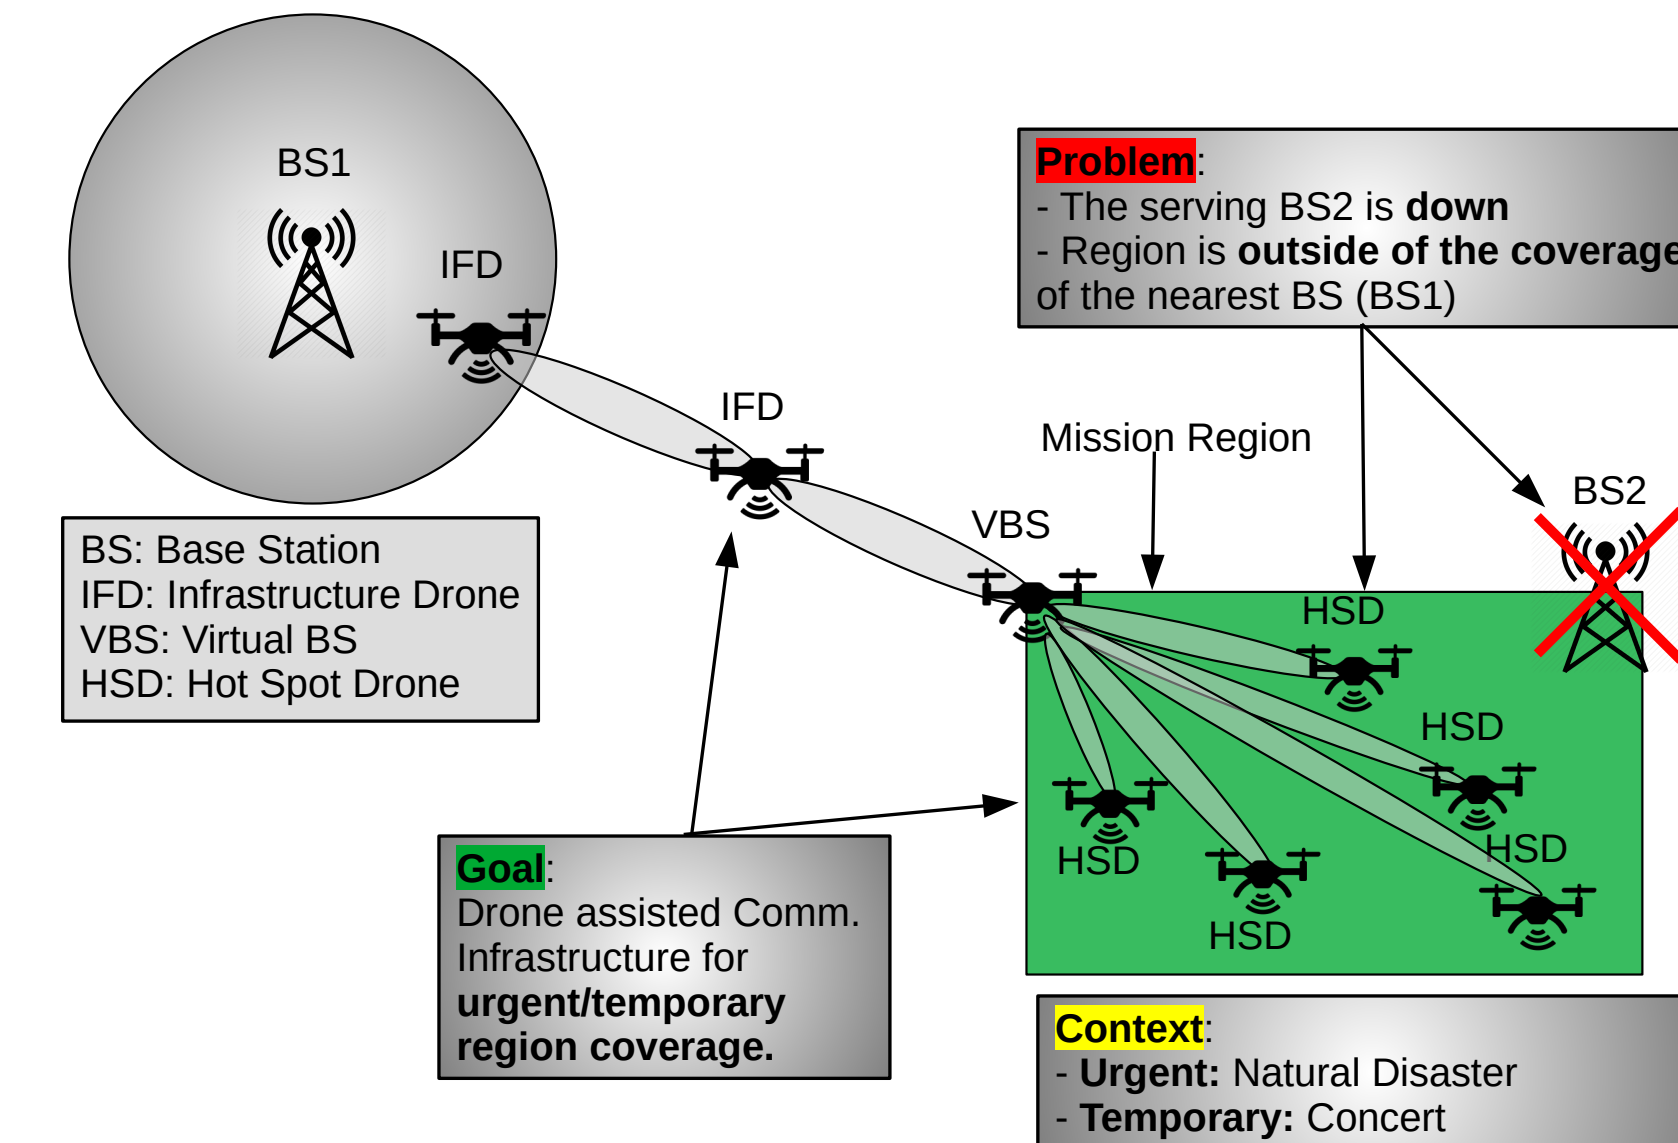 BS1
IFD
Problem:
- The serving BS2 is down
- Region is outside of the coverage
of the nearest BS (BS1)
IFD
Mission Region
BS2
VBS
BS: Base Station
IFD: Infrastructure Drone
VBS: Virtual BS
HSD: Hot Spot Drone
HSD
HSD
HSD
HSD
HSD
Goal:
Drone assisted Comm.
Infrastructure for
urgent/temporary
region coverage.
Context:
- Urgent: Natural Disaster
- Temporary: Concert